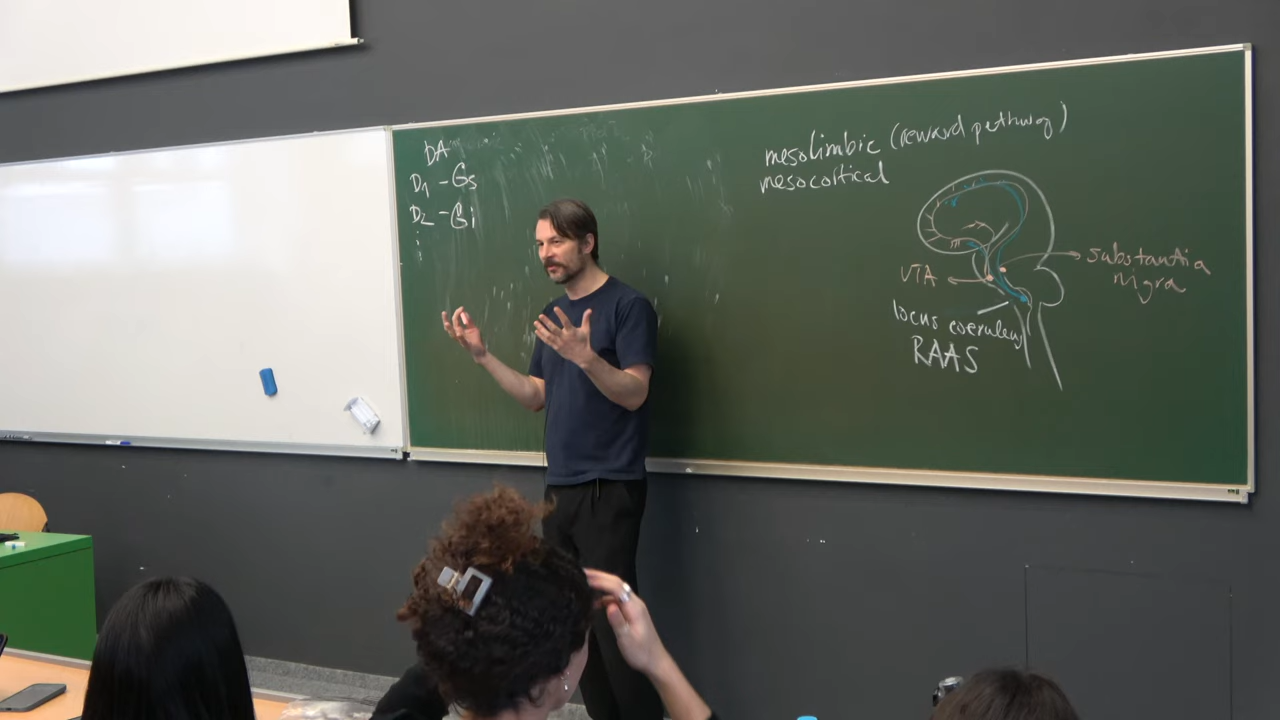 DA
D₁ - Gs
D₂ - Gi
mesolimbic (reward pathway)
mesocortical
substantia
nigra
VTA
locus coeruleus
RAAS